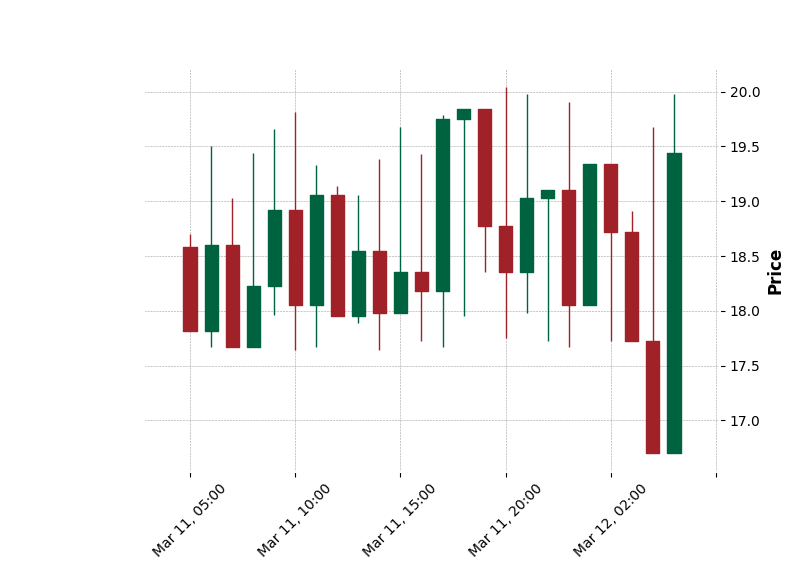 20.0
19.5
19.0
18.5
18.0
17.5
17.0
Price
Mar 11, 05:00
Mar 11, 10:00
Mar 11, 15:00
Mar 11, 20:00
Mar 12, 02:00